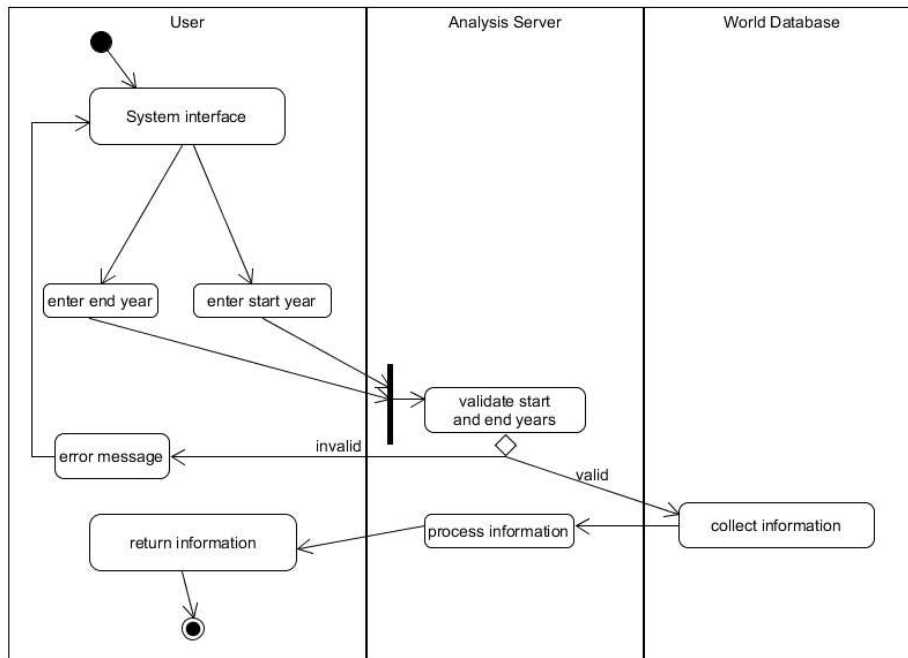 User
Analysis Server
World Database
System interface
enter end year
enter start year
validate start
and end years
invalid
error message
valid
return information
process information
collect information